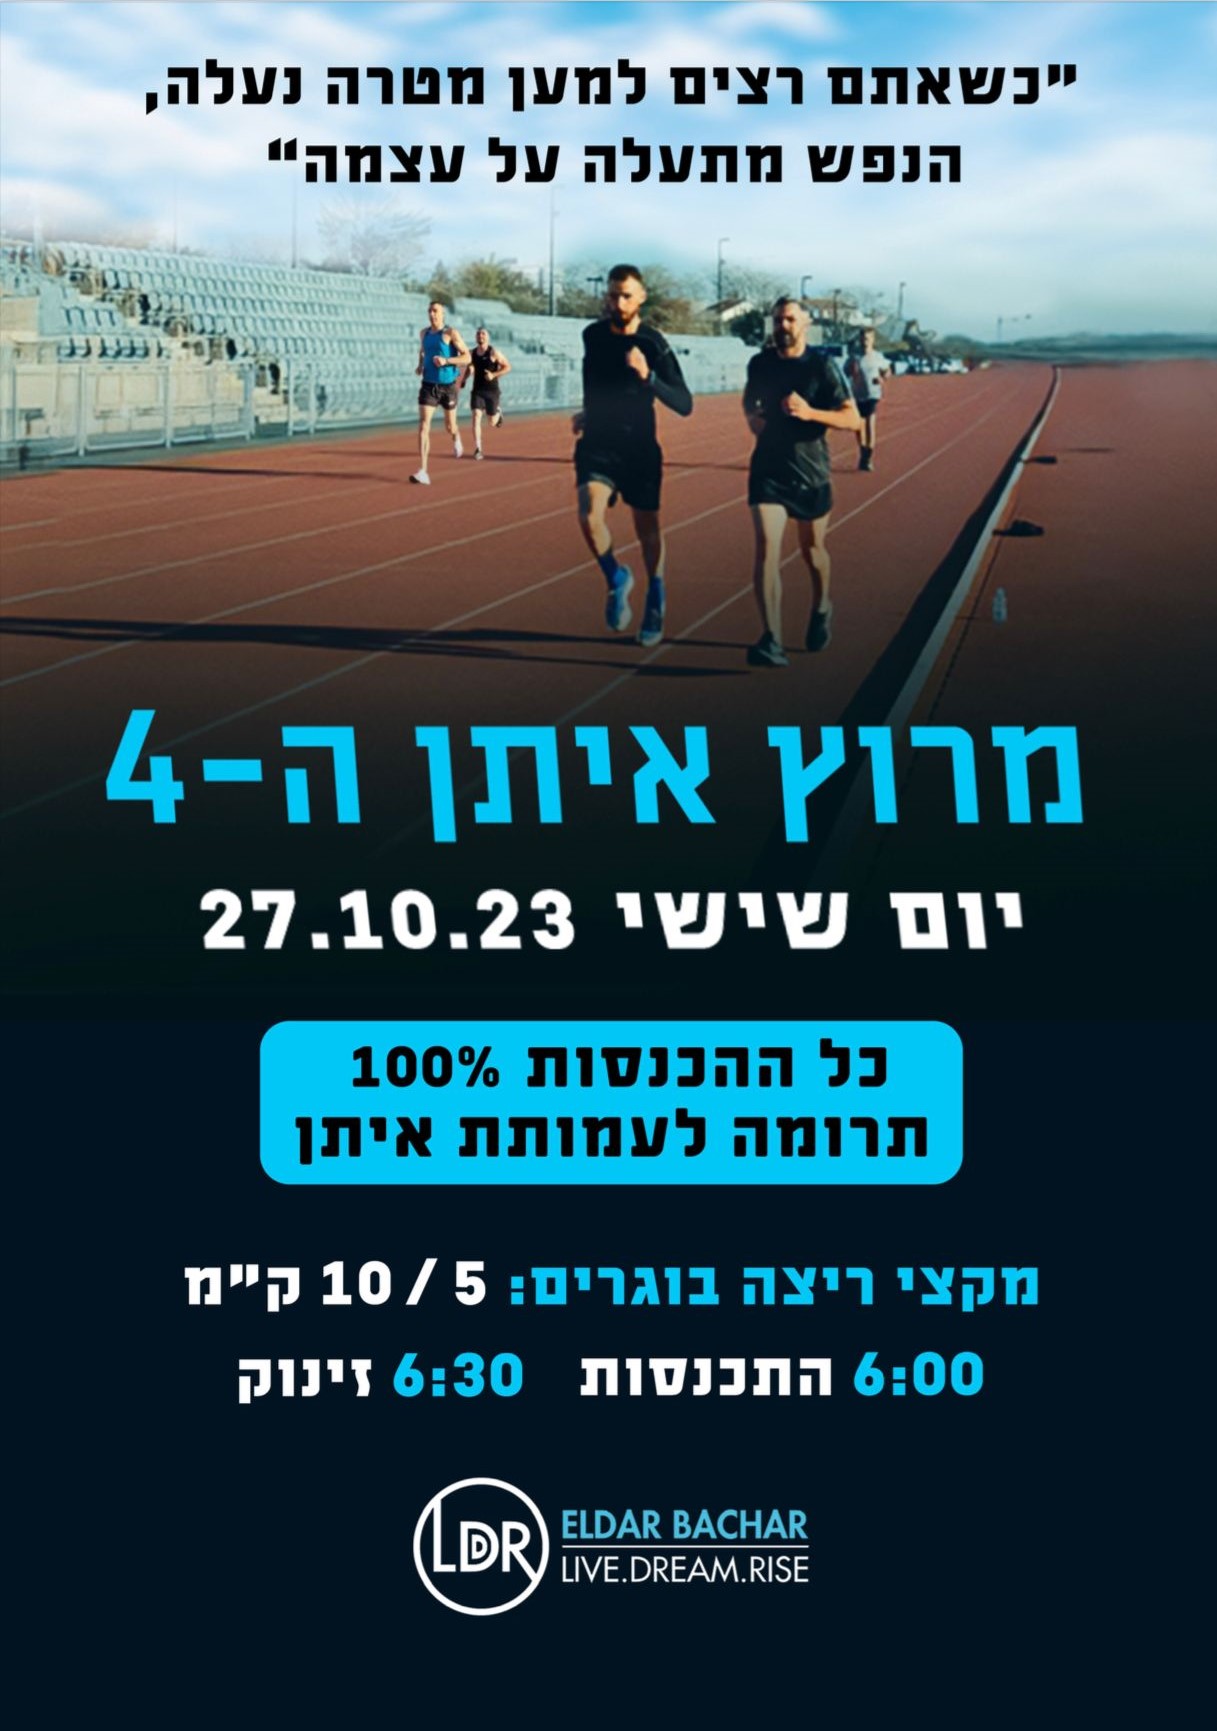 "כשאתם רצים למען מטרה נעלה,
הנפש מתעלה על עצמה"
מרוץ איתן ה-4
יום שישי 27.10.23
כל ההכנסות 100%
תרומה לעמותת איתן
מקצי ריצה בוגרים: 10/5 ק"מ
6:00 התכנסות 6:30 זינוק
LDDR ELDAR BACHAR
LIVE.DREAM.RISE